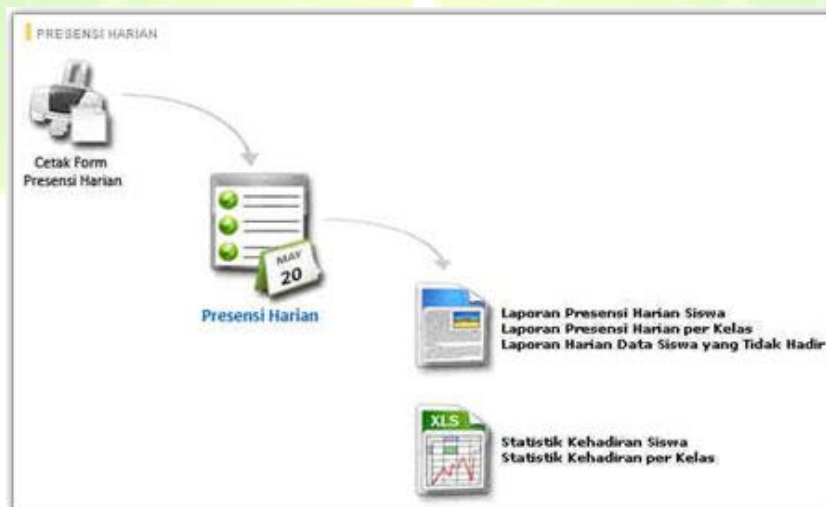 PRESENSI HARIAN
Cetak Form
Presensi Harian
MAY
20
Presensi Harian
Laporan Presensi Harian Siswa
Laporan Presensi Harian per Kelas
Laporan Harian Data Siswa yang Tidak Hadir
XLS
Statistik Kehadiran Siswa
Statistik Kehadiran per Kelas